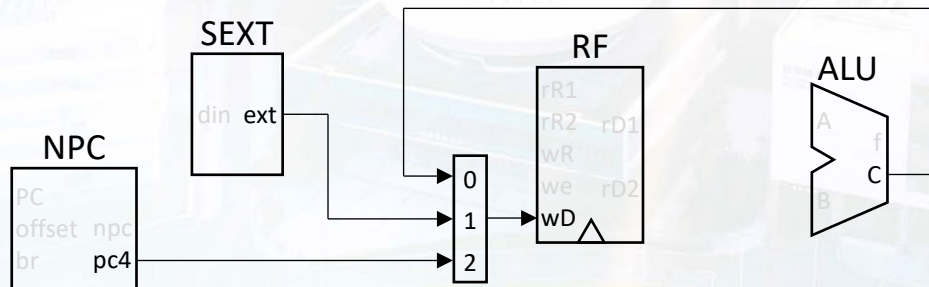 SEXT
din ext
NPC
PC
offset npc
br pc4
0
1
2
RF
rR1
rR2 rD1
wR
we rD2
wD
ALU
A
f
C
B